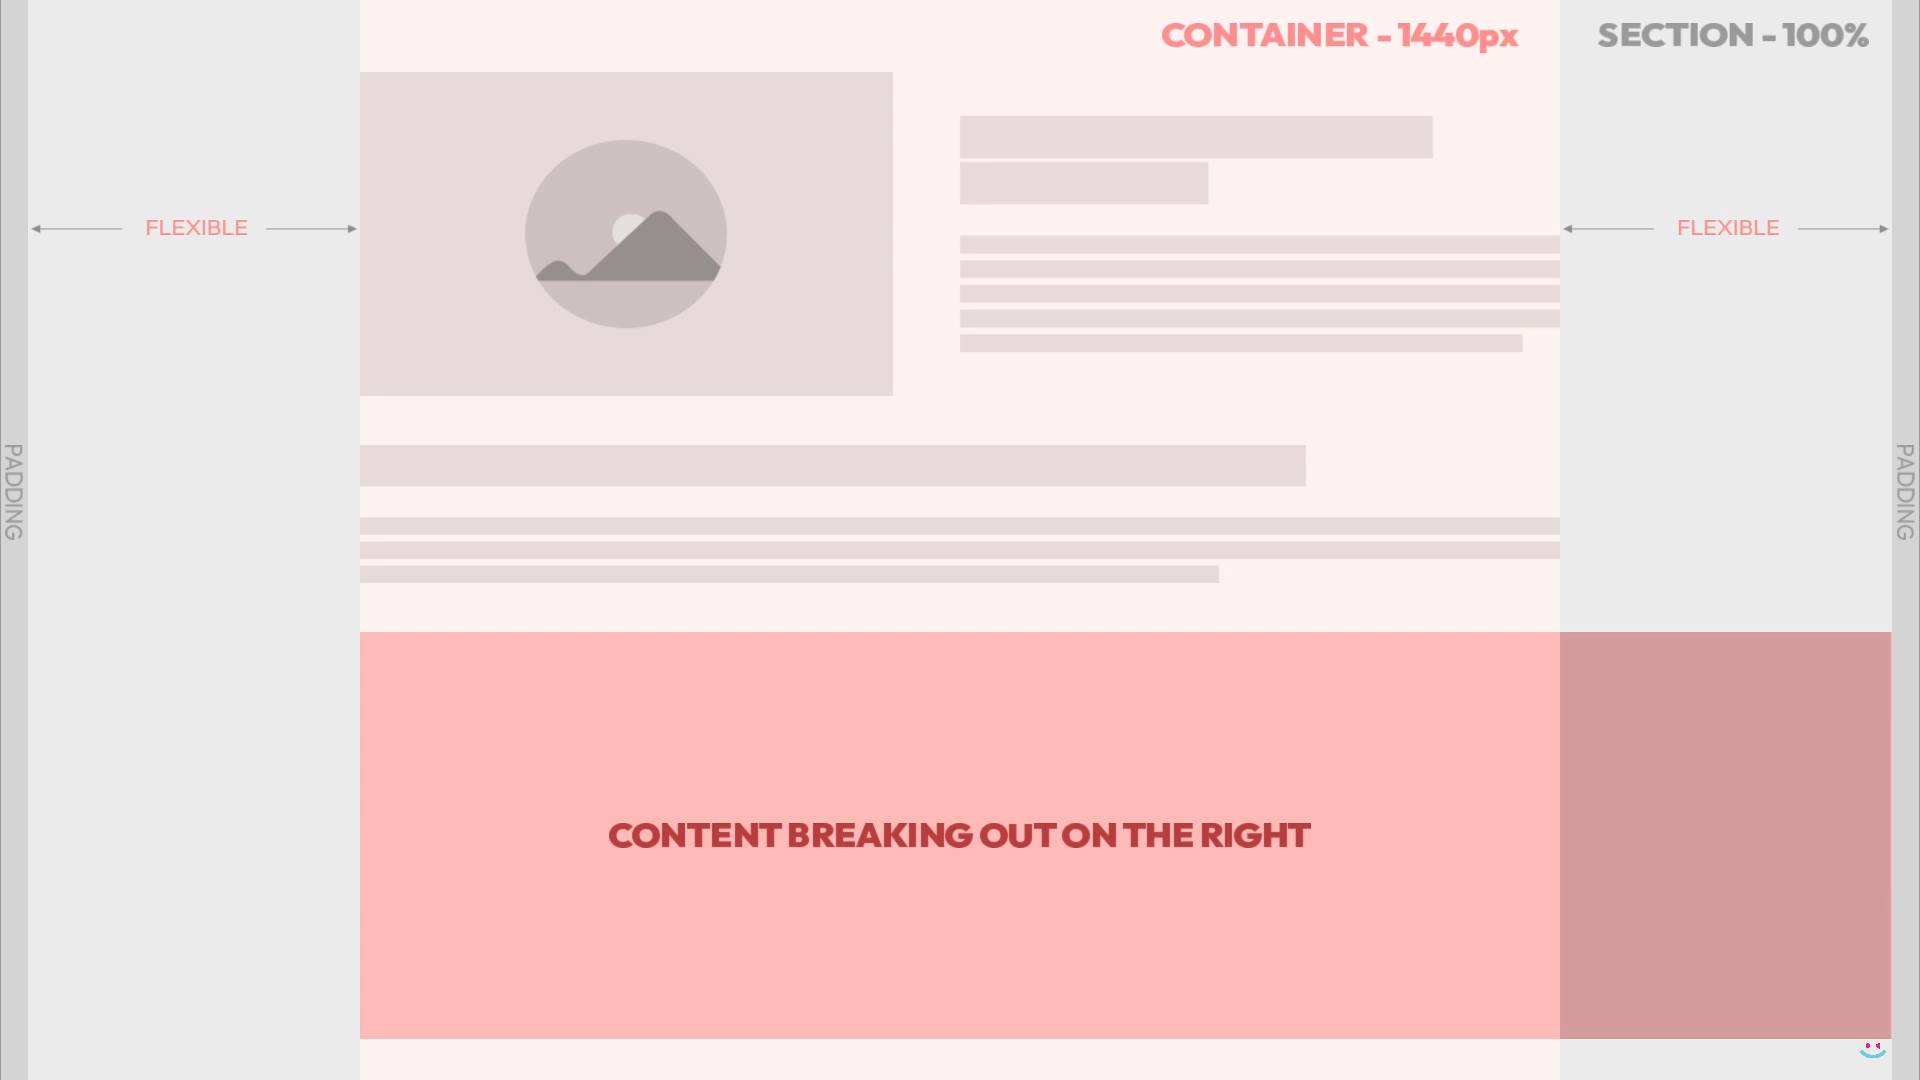 CONTAINER - 1440px
SECTION - 100%
FLEXIBLE
FLEXIBLE
PADDING
PADDING
CONTENT BREAKING OUT ON THE RIGHT